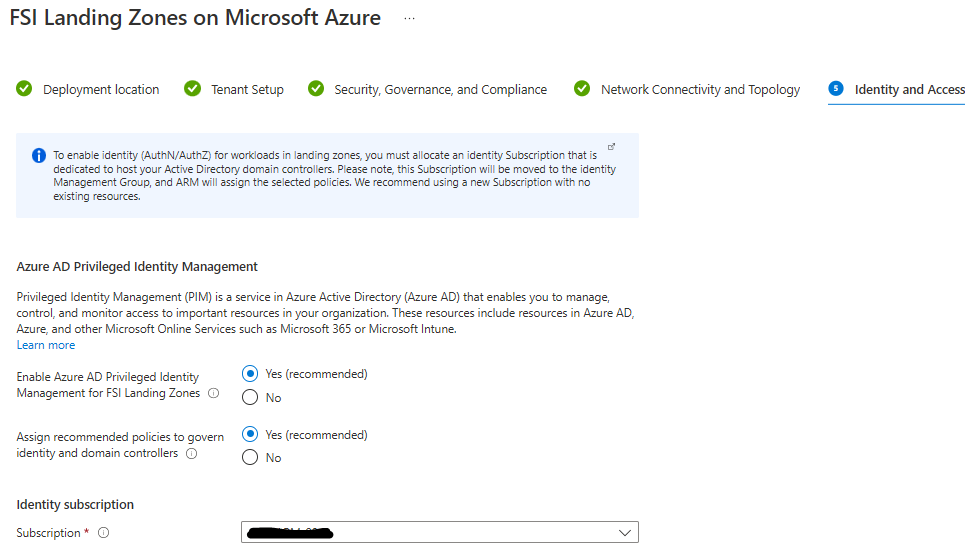 FSI Landing Zones on Microsoft Azure ...
Deployment location
Tenant Setup
Security, Governance, and Compliance
Network Connectivity and Topology
5 Identity and Access
To enable identity (AuthN/AuthZ) for workloads in landing zones, you must allocate an identity Subscription that is
dedicated to host your Active Directory domain controllers. Please note, this Subscription will be moved to the identity
Management Group, and ARM will assign the selected policies. We recommend using a new Subscription with no
existing resources.
Azure AD Privileged Identity Management
Privileged Identity Management (PIM) is a service in Azure Active Directory (Azure AD) that enables you to manage,
control, and monitor access to important resources in your organization. These resources include resources in Azure AD,
Azure, and other Microsoft Online Services such as Microsoft 365 or Microsoft Intune.
Learn more
Enable Azure AD Privileged Identity
Management for FSI Landing Zones
Yes (recommended)
No
Assign recommended policies to govern
identity and domain controllers
Yes (recommended)
No
Identity subscription
Subscription *